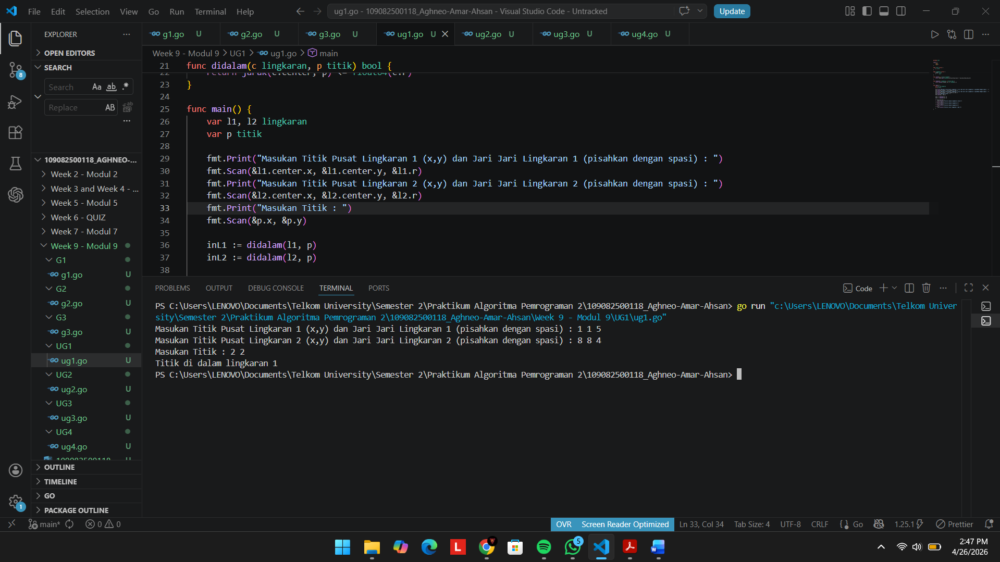 File Edit Selection View Go Run Terminal Help
ug1.go - 109082500118_Aghneo-Amar-Ahsan - Visual Studio Code - Untracked
Update
EXPLORER
OPEN EDITORS
SEARCH
Search
Aa ab .*
Replace
AB
109082500118_AGHNEO-...
Week 2 - Modul 2
Week 3 and Week 4 - ...
Week 5 - Modul 5
Week 6 - QUIZ
Week 7 - Modul 7
Week 9 - Modul 9
G1
g1.go U
G2
g2.go U
G3
g3.go U
UG1
ug1.go U
UG2
ug2.go U
UG3
ug3.go U
UG4
ug4.go U
109082500118 U
OUTLINE
TIMELINE
GO
PACKAGE OUTLINE
8
1
g1.go U g2.go U g3.go U ug1.go U ug2.go U ug3.go U ug4.go U
Week 9 - Modul 9 > UG1 > ug1.go > main
21 func didalam(c lingkaran, p titik) bool {
22 return jarak(c.center, p) <= float64(c.r)
23 }
24
25 func main() {
26 var l1, l2 lingkaran
27 var p titik
28
29 fmt.Print("Masukan Titik Pusat Lingkaran 1 (x,y) dan Jari Jari Lingkaran 1 (pisahkan dengan spasi) : ")
30 fmt.Scan(&l1.center.x, &l1.center.y, &l1.r)
31 fmt.Print("Masukan Titik Pusat Lingkaran 2 (x,y) dan Jari Jari Lingkaran 2 (pisahkan dengan spasi) : ")
32 fmt.Scan(&l2.center.x, &l2.center.y, &l2.r)
33 fmt.Print("Masukan Titik : ")
34 fmt.Scan(&p.x, &p.y)
35
36 inL1 := didalam(l1, p)
37 inL2 := didalam(l2, p)
38
PROBLEMS OUTPUT DEBUG CONSOLE TERMINAL PORTS
Code
PS C:\Users\LENOVO\Documents\Telkom University\Semester 2\Praktikum Algoritma Pemrograman 2\109082500118_Aghneo-Amar-Ahsan> go run "c:\Users\LENOVO\Documents\Telkom Univer
sity\Semester 2\Praktikum Algoritma Pemrograman 2\109082500118_Aghneo-Amar-Ahsan\Week 9 - Modul 9\UG1\ug1.go"
Masukan Titik Pusat Lingkaran 1 (x,y) dan Jari Jari Lingkaran 1 (pisahkan dengan spasi) : 1 1 5
Masukan Titik Pusat Lingkaran 2 (x,y) dan Jari Jari Lingkaran 2 (pisahkan dengan spasi) : 8 8 4
Masukan Titik : 2 2
Titik di dalam lingkaran 1
PS C:\Users\LENOVO\Documents\Telkom University\Semester 2\Praktikum Algoritma Pemrograman 2\109082500118_Aghneo-Amar-Ahsan>
main* 0 0
OVR Screen Reader Optimized Ln 33, Col 34 Tab Size: 4 UTF-8 CRLF {} Go 1.25.1 Prettier
L
5
2:47 PM
4/26/2026